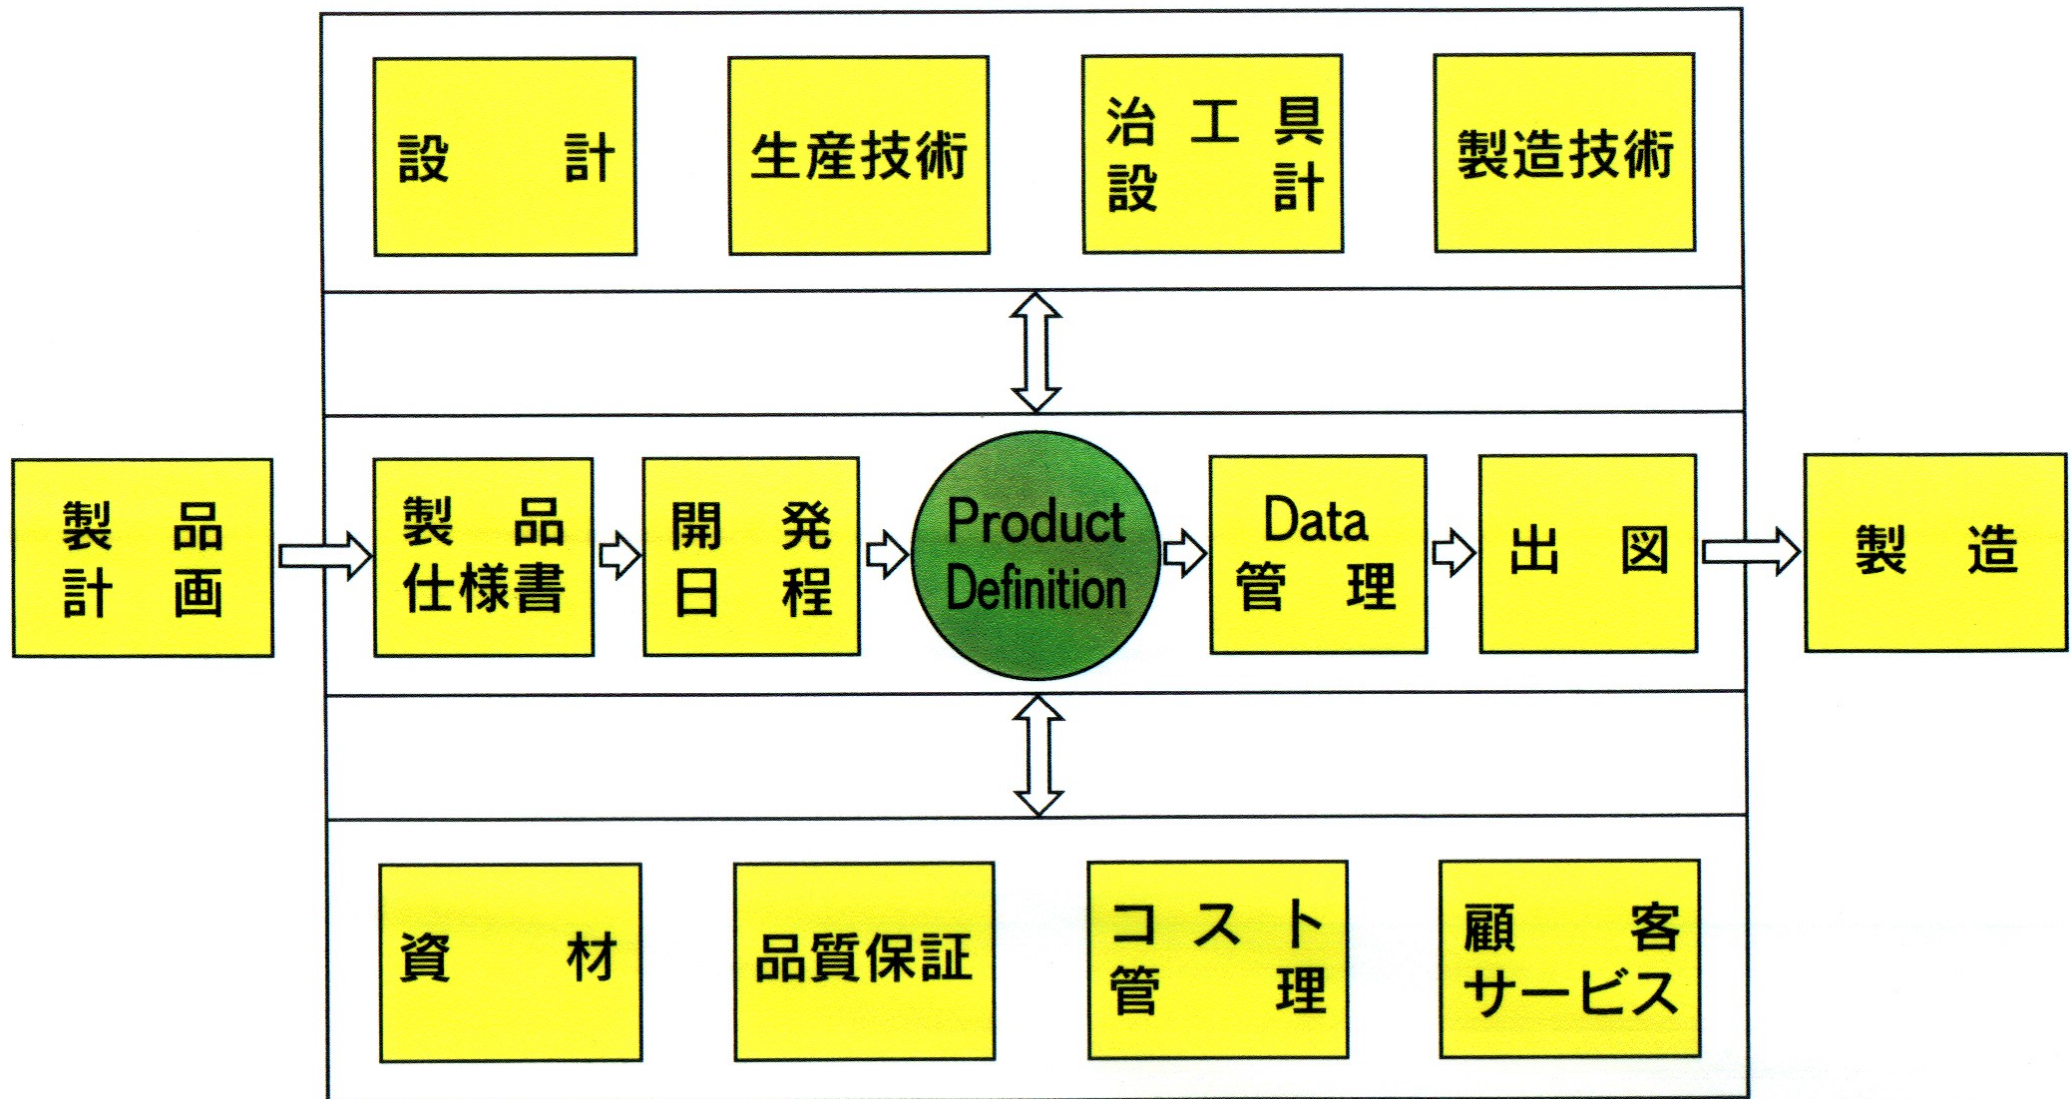 設計
生産技術
治工具
設計
製造技術
製品
計画
製品
仕様書
開発
日程
Product
Definition
Data
管理
出図
製造
資材
品質保証
コスト
管理
顧客
サービス